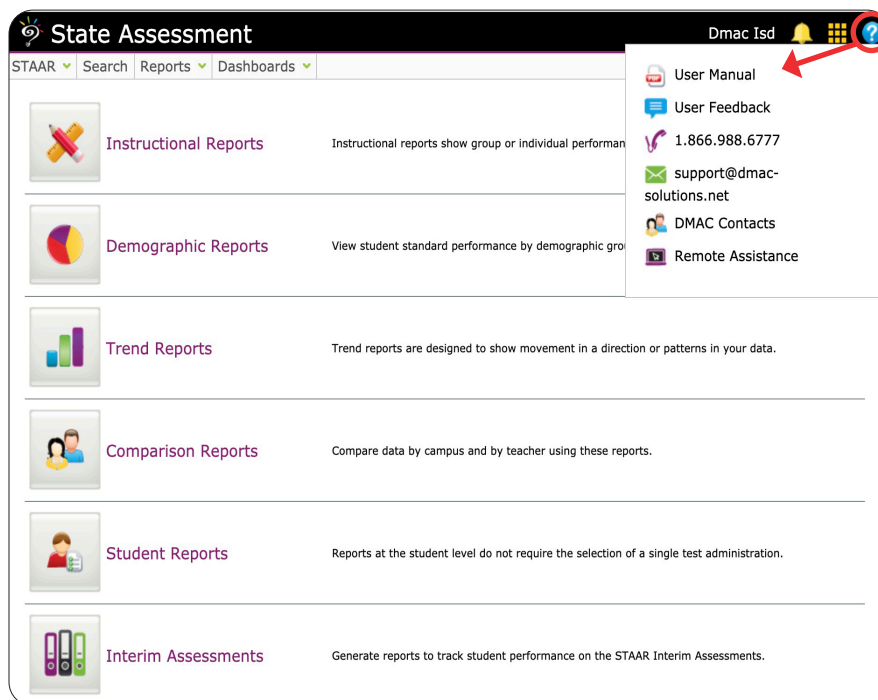 State Assessment
Dmac Isd
?
STAAR Search Reports Dashboards
PDF User Manual
User Feedback
1.866.988.6777
support@dmac-
solutions.net
DMAC Contacts
Remote Assistance
Instructional Reports
Instructional reports show group or individual performan
Demographic Reports
View student standard performance by demographic gro
Trend Reports
Trend reports are designed to show movement in a direction or patterns in your data.
Comparison Reports
Compare data by campus and by teacher using these reports.
Student Reports
Reports at the student level do not require the selection of a single test administration.
Interim Assessments
Generate reports to track student performance on the STAAR Interim Assessments.